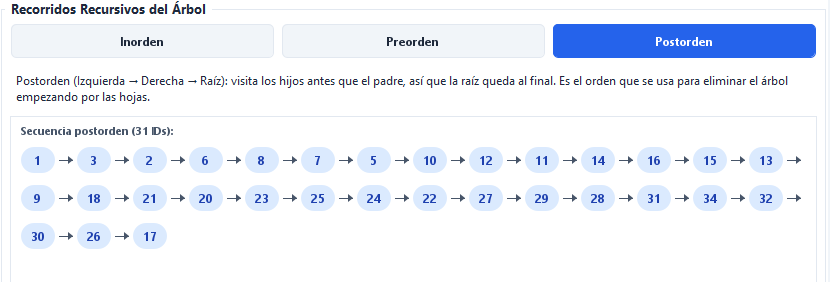 Recorridos Recursivos del Árbol
Inorden Preorden Postorden
Postorden (Izquierda → Derecha → Raíz): visita los hijos antes que el padre, así que la raíz queda al final. Es el orden que se usa para eliminar el árbol
empezando por las hojas.
Secuencia postorden (31 IDs):
1 → 3 → 2 → 6 → 8 → 7 → 5 → 10 → 12 → 11 → 14 → 16 → 15 → 13 →
9 → 18 → 21 → 20 → 23 → 25 → 24 → 22 → 27 → 29 → 28 → 31 → 34 → 32 →
30 → 26 → 17